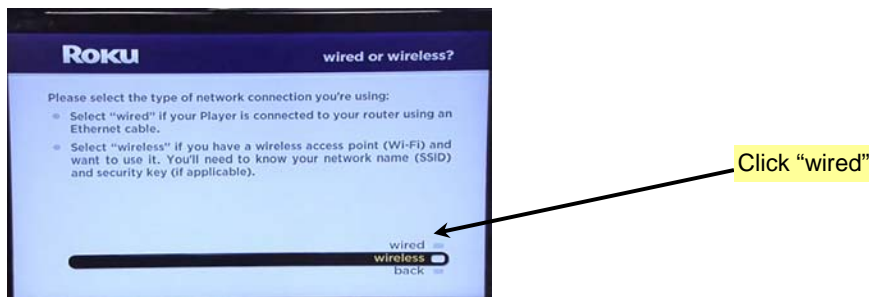 Roku
wired or wireless?
Please select the type of network connection you're using:
Select "wired" if your Player is connected to your router using an
Ethernet cable.
Select "wireless" if you have a wireless access point (Wi-Fi) and
want to use it. You'll need to know your network name (SSID)
and security key (if applicable).
Click “wired”
wired
wireless
back